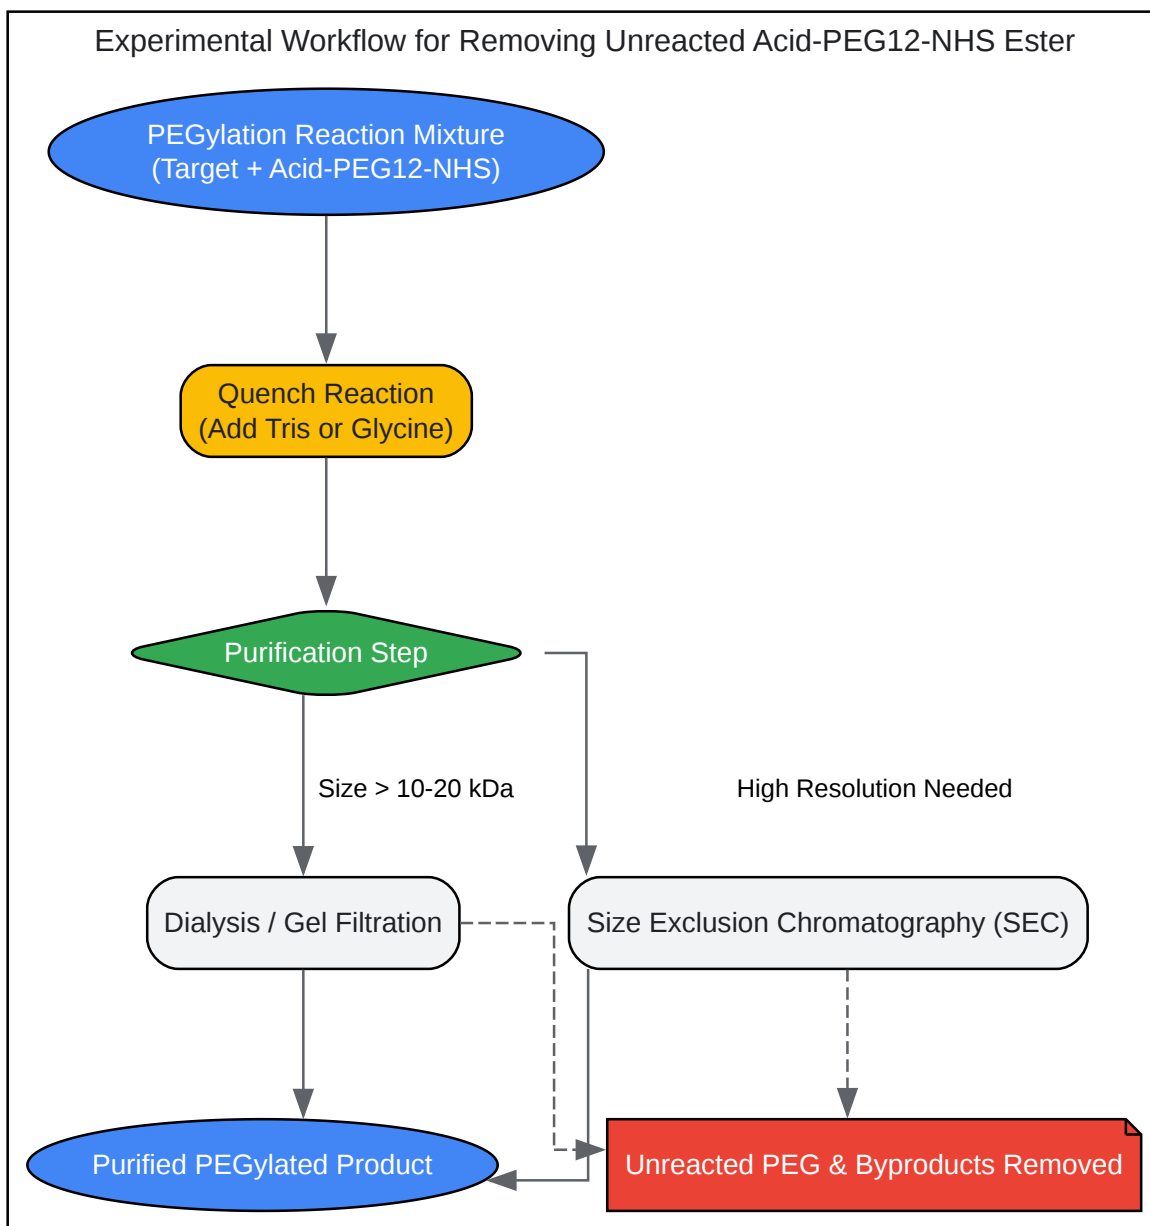 Experimental Workflow for Removing Unreacted Acid-PEG12-NHS Ester
PEGylation Reaction Mixture
(Target + Acid-PEG12-NHS)
Quench Reaction
(Add Tris or Glycine)
Purification Step
Size > 10-20 kDa
High Resolution Needed
Dialysis / Gel Filtration
Size Exclusion Chromatography (SEC)
Purified PEGylated Product
Unreacted PEG & Byproducts Removed